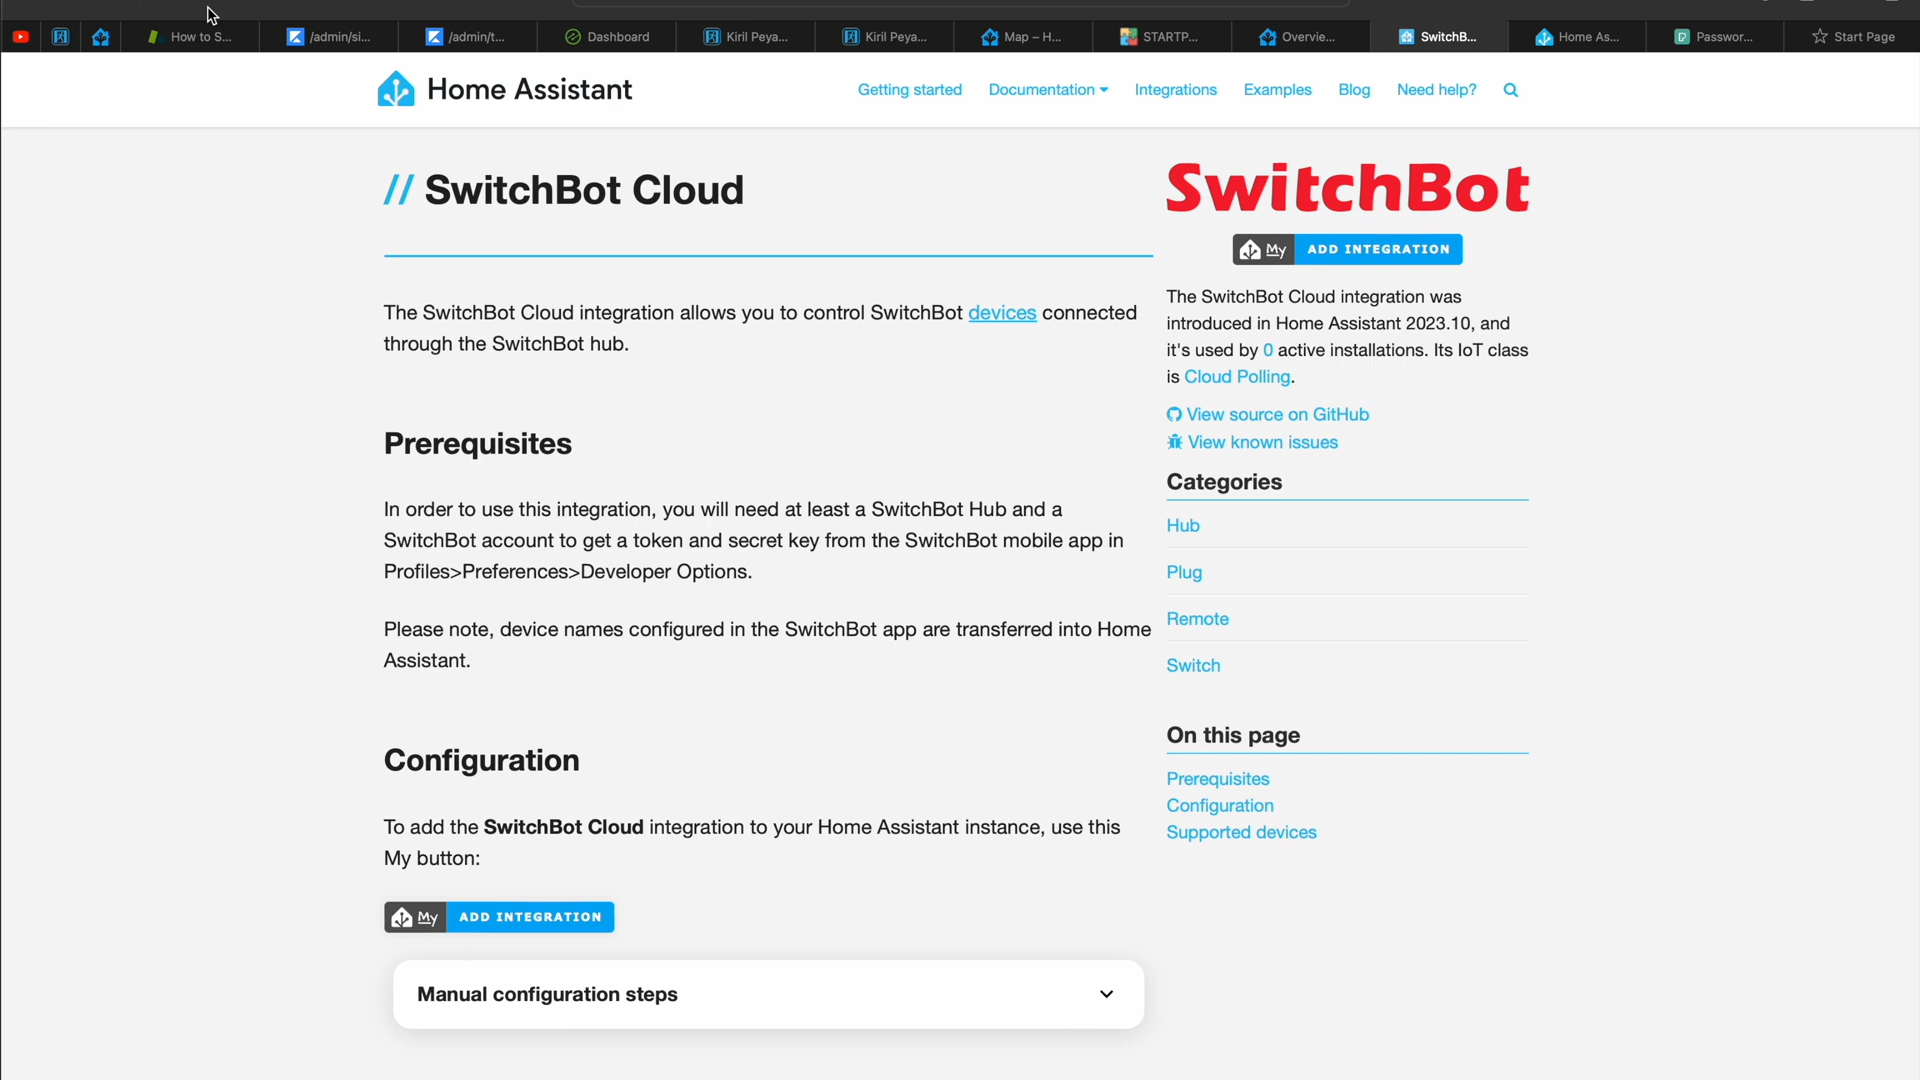 How to S...
/admin/si...
/admin/t...
Dashboard
Kiril Peya...
Kiril Peya...
Map – H...
STARTP...
Overvie...
SwitchB...
Home As...
Passwor...
Start Page
Home Assistant
Getting started
Documentation
Integrations
Examples
Blog
Need help?
// SwitchBot Cloud
The SwitchBot Cloud integration allows you to control SwitchBot devices connected
through the SwitchBot hub.
Prerequisites
In order to use this integration, you will need at least a SwitchBot Hub and a
SwitchBot account to get a token and secret key from the SwitchBot mobile app in
Profiles>Preferences>Developer Options.
Please note, device names configured in the SwitchBot app are transferred into Home
Assistant.
Configuration
To add the SwitchBot Cloud integration to your Home Assistant instance, use this
My button:
My ADD INTEGRATION
Manual configuration steps
SwitchBot
My ADD INTEGRATION
The SwitchBot Cloud integration was
introduced in Home Assistant 2023.10, and
it's used by 0 active installations. Its IoT class
is Cloud Polling.
View source on GitHub
View known issues
Categories
Hub
Plug
Remote
Switch
On this page
Prerequisites
Configuration
Supported devices